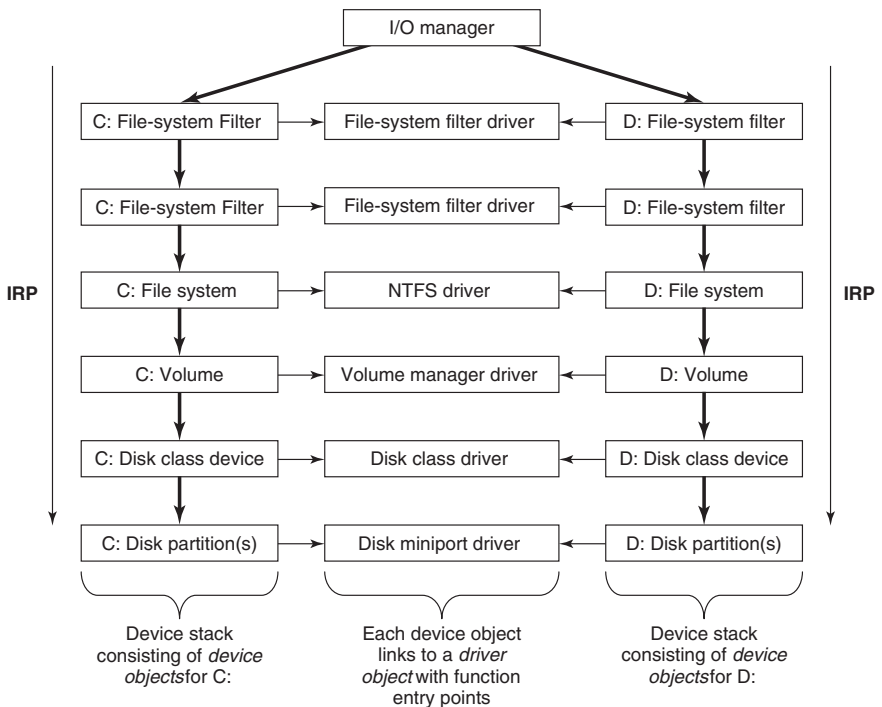 I/O manager
C: File-system Filter
File-system filter driver
D: File-system filter
C: File-system Filter
File-system filter driver
D: File-system filter
IRP
C: File system
NTFS driver
D: File system
IRP
C: Volume
Volume manager driver
D: Volume
C: Disk class device
Disk class driver
D: Disk class device
C: Disk partition(s)
Disk miniport driver
D: Disk partition(s)
Device stack
consisting of device
objectsfor C:
Each device object
links to a driver
object with function
entry points
Device stack
consisting of device
objectsfor D: